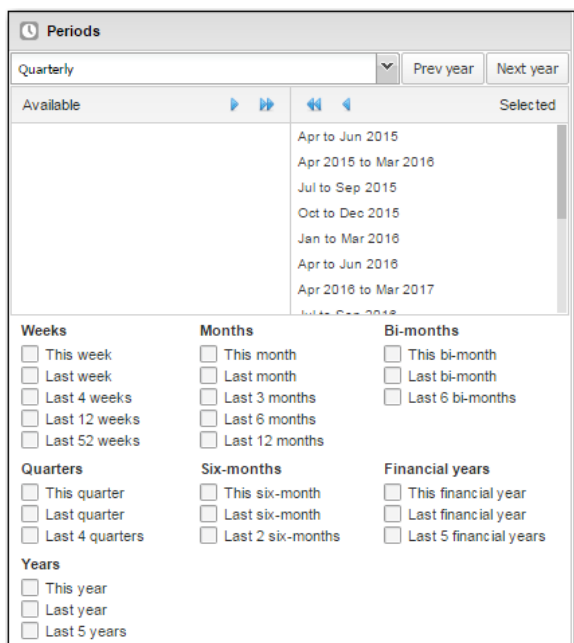 Periods
Quarterly Prev year Next year
Available Selected
Apr to Jun 2015
Apr 2015 to Mar 2016
Jul to Sep 2015
Oct to Dec 2015
Jan to Mar 2016
Apr to Jun 2016
Apr 2016 to Mar 2017
Jul to Sep 2016
Weeks Months Bi-months
This week This month This bi-month
Last week Last month Last bi-month
Last 4 weeks Last 3 months Last 6 bi-months
Last 12 weeks Last 6 months
Last 52 weeks Last 12 months
Quarters Six-months Financial years
This quarter This six-month This financial year
Last quarter Last six-month Last financial year
Last 4 quarters Last 2 six-months Last 5 financial years
Years
This year
Last year
Last 5 years